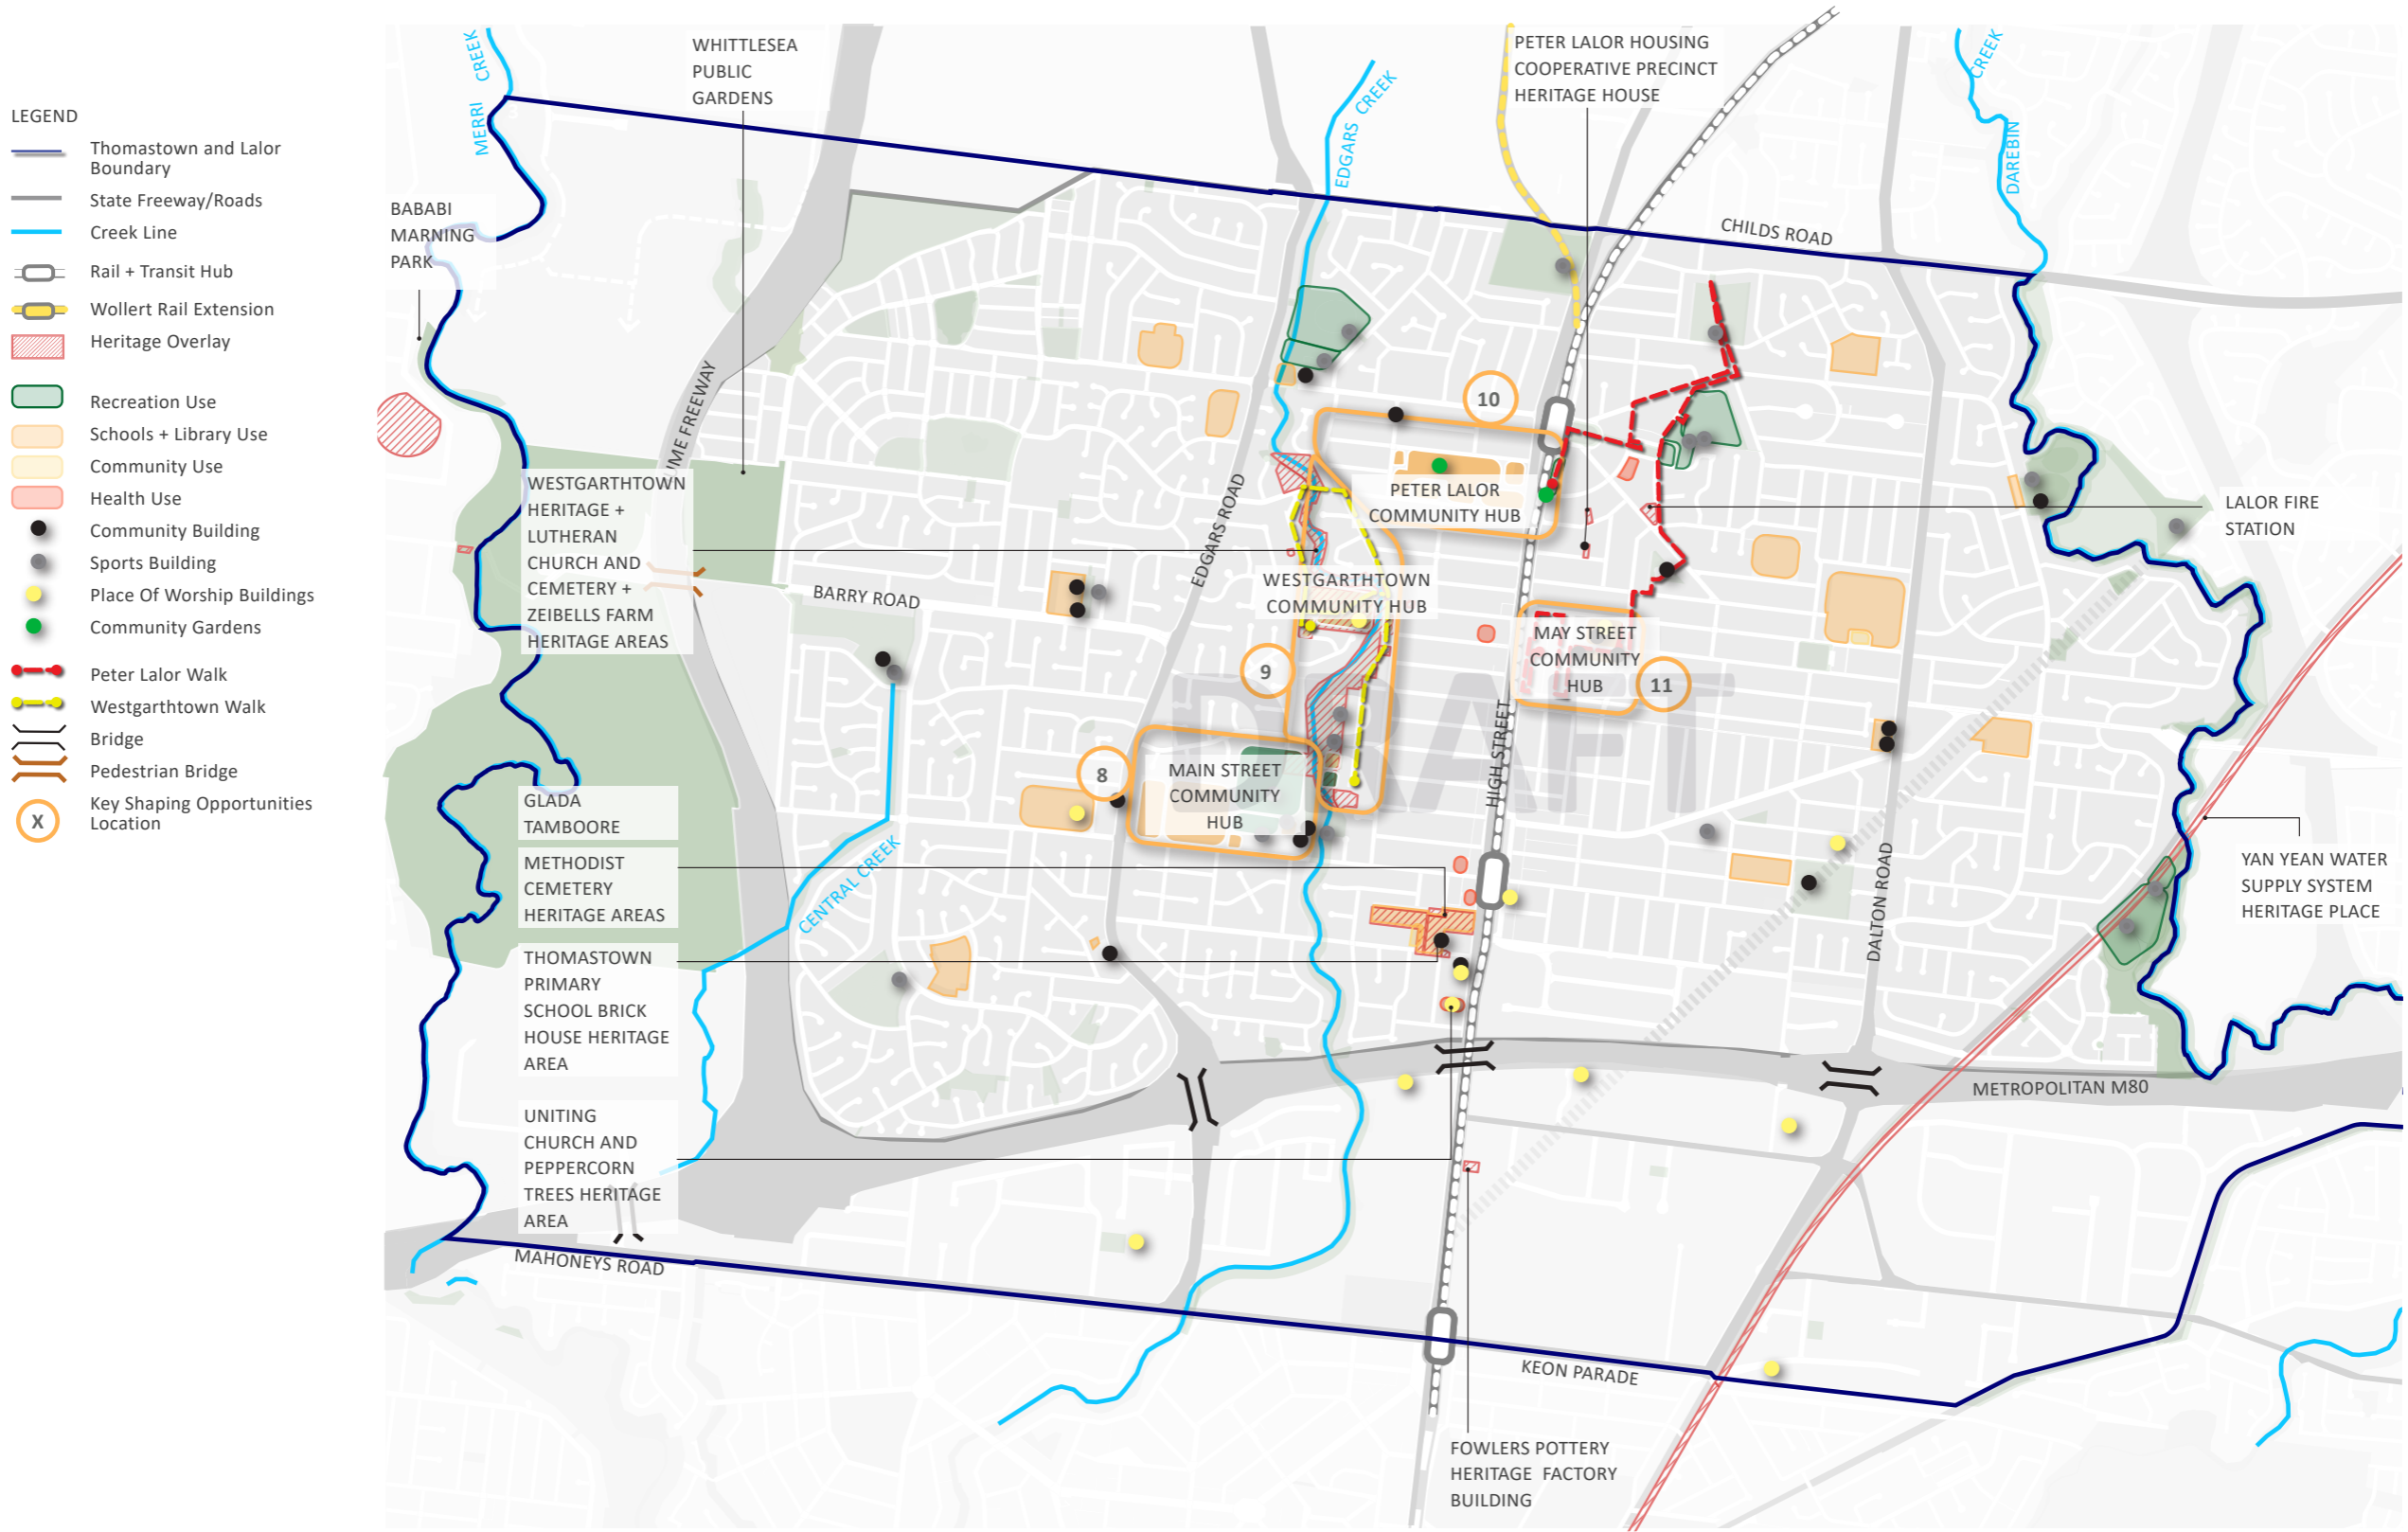 LEGEND
Thomastown and Lalor
Boundary
State Freeway/Roads
Creek Line
Rail + Transit Hub
Wollert Rail Extension
Heritage Overlay
Recreation Use
Schools + Library Use
Community Use
Health Use
Community Building
Sports Building
Place Of Worship Buildings
Community Gardens
Peter Lalor Walk
Westgarthtown Walk
Bridge
Pedestrian Bridge
X
Key Shaping Opportunities
Location
MERRI CREEK
WHITTLESEA
PUBLIC
GARDENS
BABABI
MARNING
PARK
EDGARS CREEK
PETER LALOR HOUSING
COOPERATIVE PRECINCT
HERITAGE HOUSE
CHILDS ROAD
DAREBIN CREEK
UME FREEWAY
10
WESTGARTHTOWN
HERITAGE +
LUTHERAN
CHURCH AND
CEMETERY +
ZEIBELLS FARM
HERITAGE AREAS
EDGARS ROAD
PETER LALOR
COMMUNITY HUB
LALOR FIRE
STATION
BARRY ROAD
WESTGARTHTOWN
COMMUNITY HUB
MAY STREET
COMMUNITY
HUB
9
11
DRAFT
HIGH STREET
8
MAIN STREET
COMMUNITY
HUB
GLADA
TAMBOORE
METHODIST
CEMETERY
HERITAGE AREAS
CENTRAL CREEK
DALTON ROAD
YAN YEAN WATER
SUPPLY SYSTEM
HERITAGE PLACE
THOMASTOWN
PRIMARY
SCHOOL BRICK
HOUSE HERITAGE
AREA
METROPOLITAN M80
UNITING
CHURCH AND
PEPPERCORN
TREES HERITAGE
AREA
MAHONEYS ROAD
KEON PARADE
FOWLERS POTTERY
HERITAGE FACTORY
BUILDING